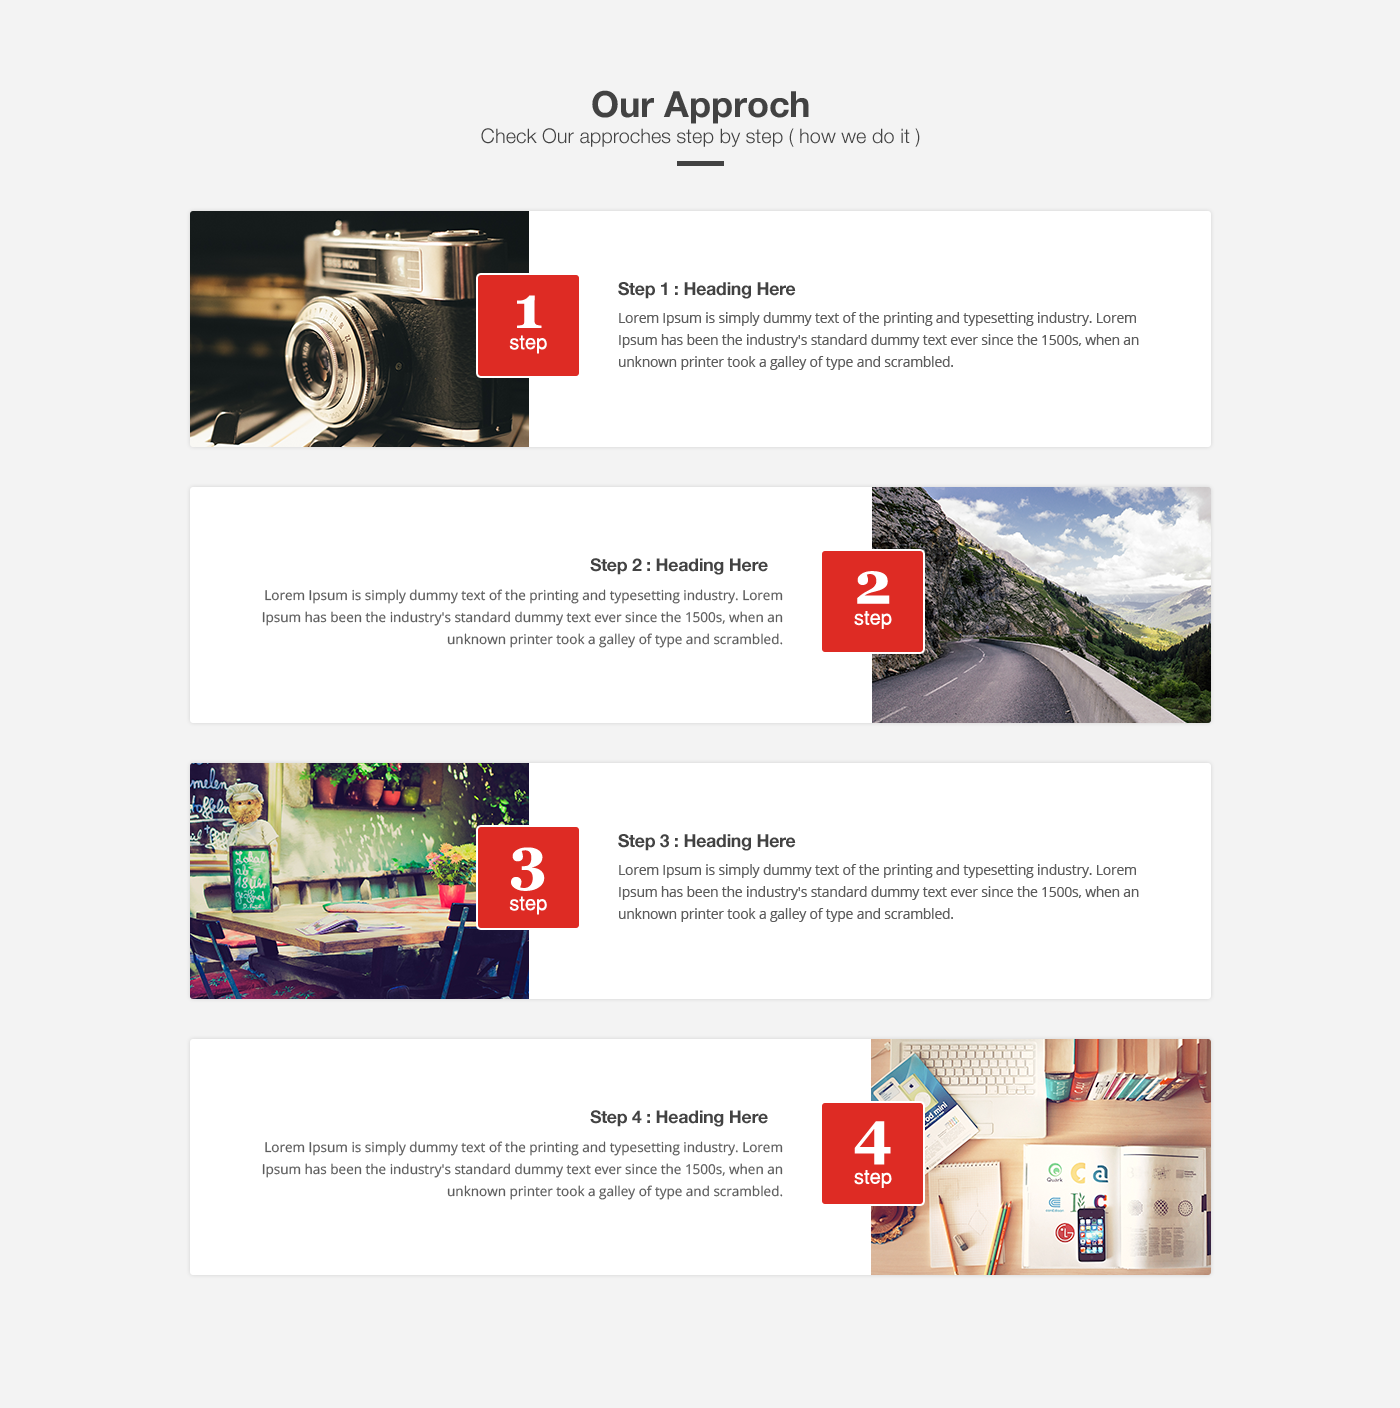 Our Approch
Check Our approches step by step ( how we do it )
1
step
Step 1 : Heading Here
Lorem Ipsum is simply dummy text of the printing and typesetting industry. Lorem
Ipsum has been the industry's standard dummy text ever since the 1500s, when an
unknown printer took a galley of type and scrambled.
Step 2 : Heading Here
Lorem Ipsum is simply dummy text of the printing and typesetting industry. Lorem
Ipsum has been the industry's standard dummy text ever since the 1500s, when an
unknown printer took a galley of type and scrambled.
2
step
melen
Lokal
ab
18 Uhr
3
step
Step 3 : Heading Here
Lorem Ipsum is simply dummy text of the printing and typesetting industry. Lorem
Ipsum has been the industry's standard dummy text ever since the 1500s, when an
unknown printer took a galley of type and scrambled.
Step 4 : Heading Here
Lorem Ipsum is simply dummy text of the printing and typesetting industry. Lorem
Ipsum has been the industry's standard dummy text ever since the 1500s, when an
unknown printer took a galley of type and scrambled.
4
step
mini
Quark
LG